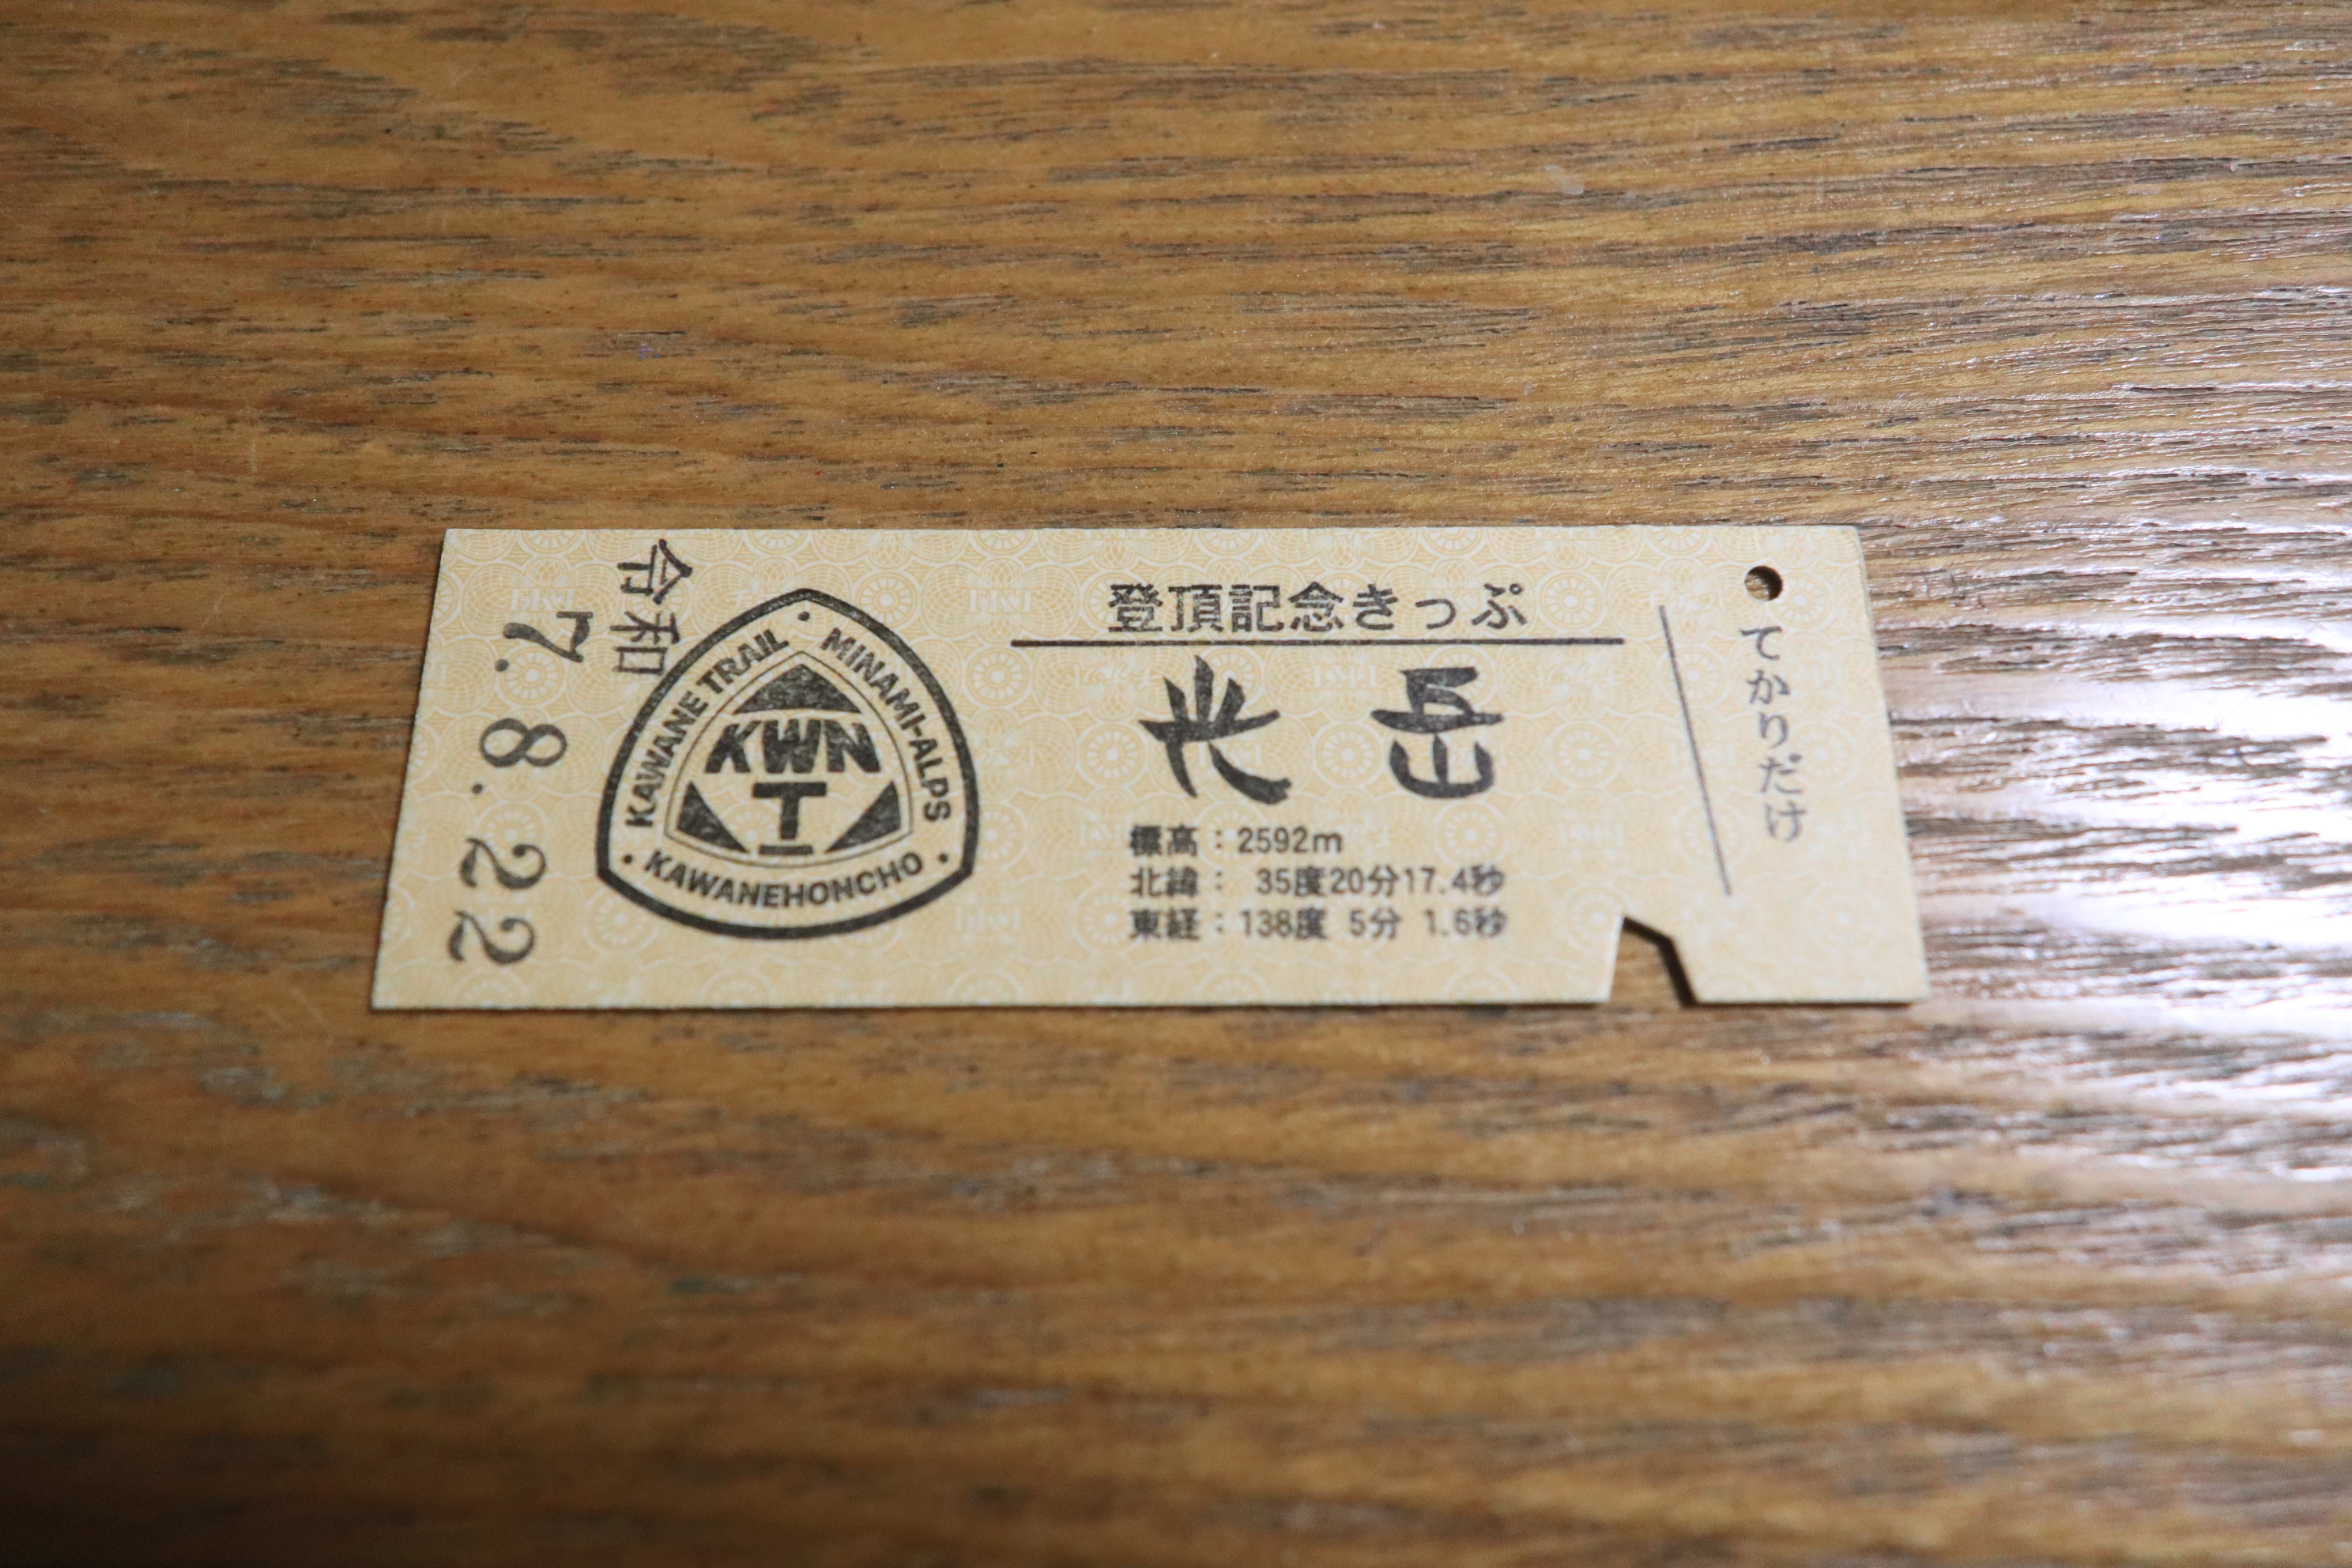 令和
7.8.22
KAWANE TRAIL・MINAMI-ALPS
KWN
T
・KAWANEHONCHO・
登頂記念きっぷ
光岳
標高：2592m
北緯： 35度20分17.4秒
東経：138度 5分 1.6秒
てかりだけ